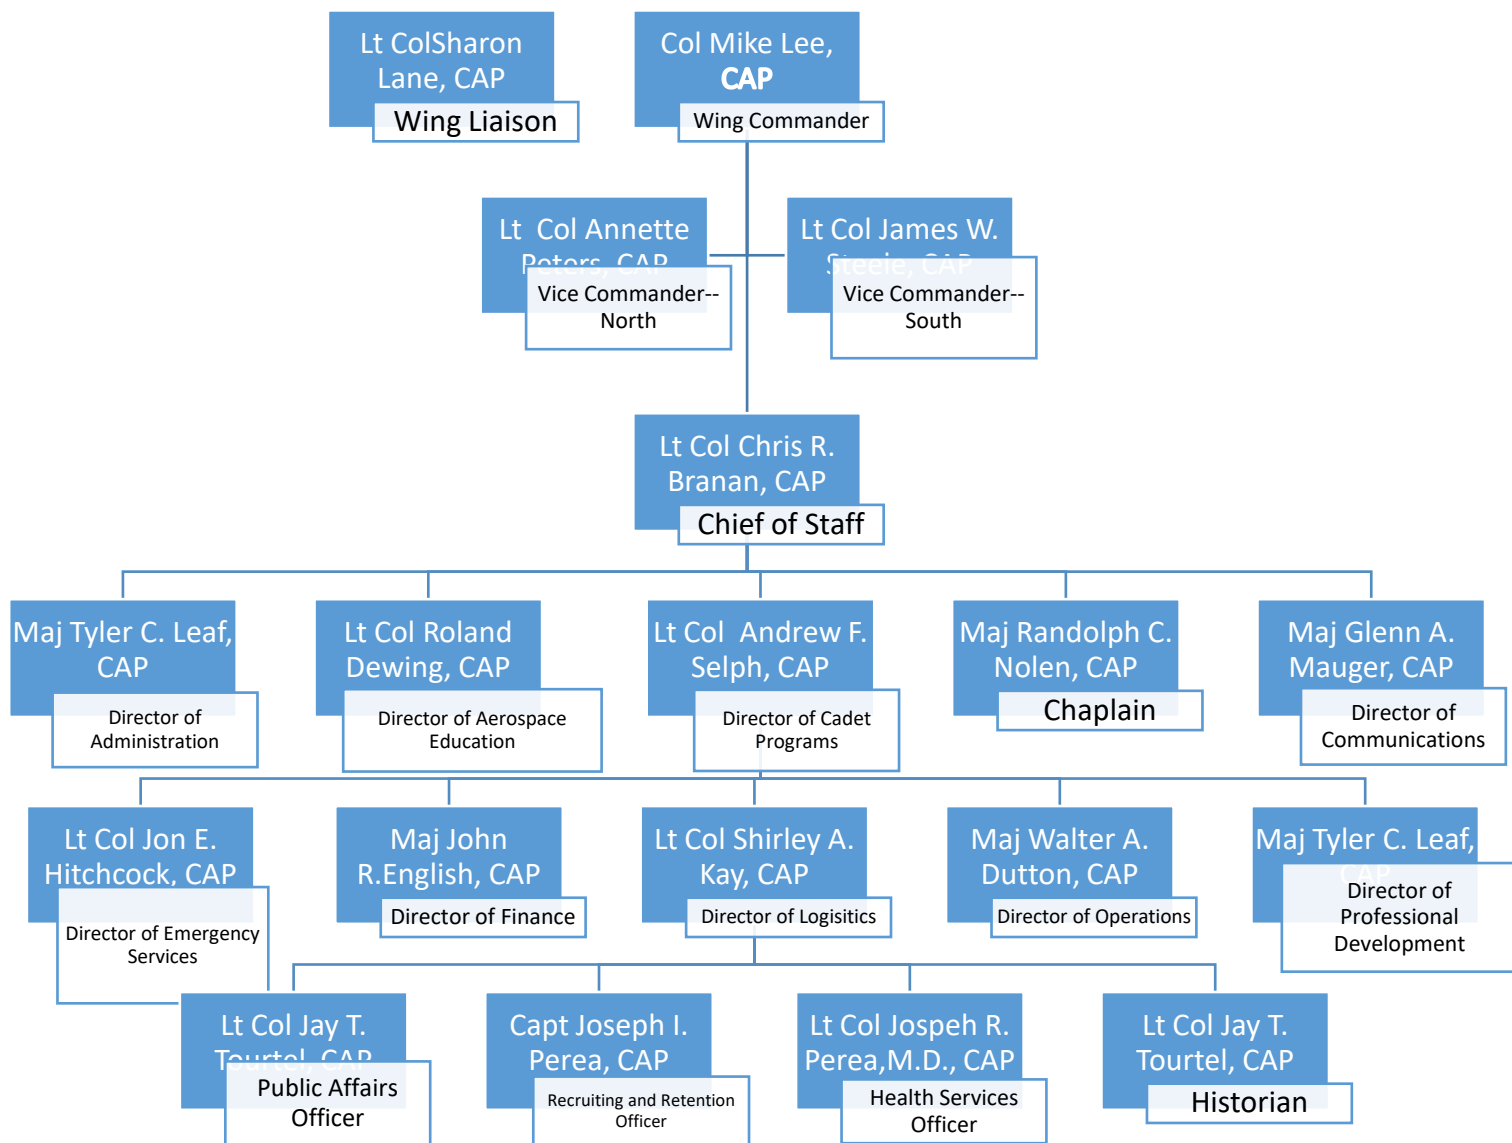 Lt ColSharon
Lane, CAP
Wing Liaison
Col Mike Lee,
CAP
Wing Commander
Lt  Col Annette
Peters, CAP
Vice Commander--
North
Lt Col James W.
Steele, CAP
Vice Commander--
South
Lt Col Chris R.
Branan, CAP
Chief of Staff
Maj Tyler C. Leaf,
CAP
Director of
Administration
Lt Col Roland
Dewing, CAP
Director of Aerospace
Education
Lt Col  Andrew F.
Selph, CAP
Director of Cadet
Programs
Maj Randolph C.
Nolen, CAP
Chaplain
Maj Glenn A.
Mauger, CAP
Director of
Communications
Lt Col Jon E.
Hitchcock, CAP
Director of Emergency
Services
Maj John
R.English, CAP
Director of Finance
Lt Col Shirley A.
Kay, CAP
Director of Logisitics
Maj Walter A.
Dutton, CAP
Director of Operations
Maj Tyler C. Leaf,
CAP
Director of
Professional
Development
Lt Col Jay T.
Tourtel, CAP
Public Affairs
Officer
Capt Joseph I.
Perea, CAP
Recruiting and Retention
Officer
Lt Col Jospeh R.
Perea,M.D., CAP
Health Services
Officer
Lt Col Jay T.
Tourtel, CAP
Historian